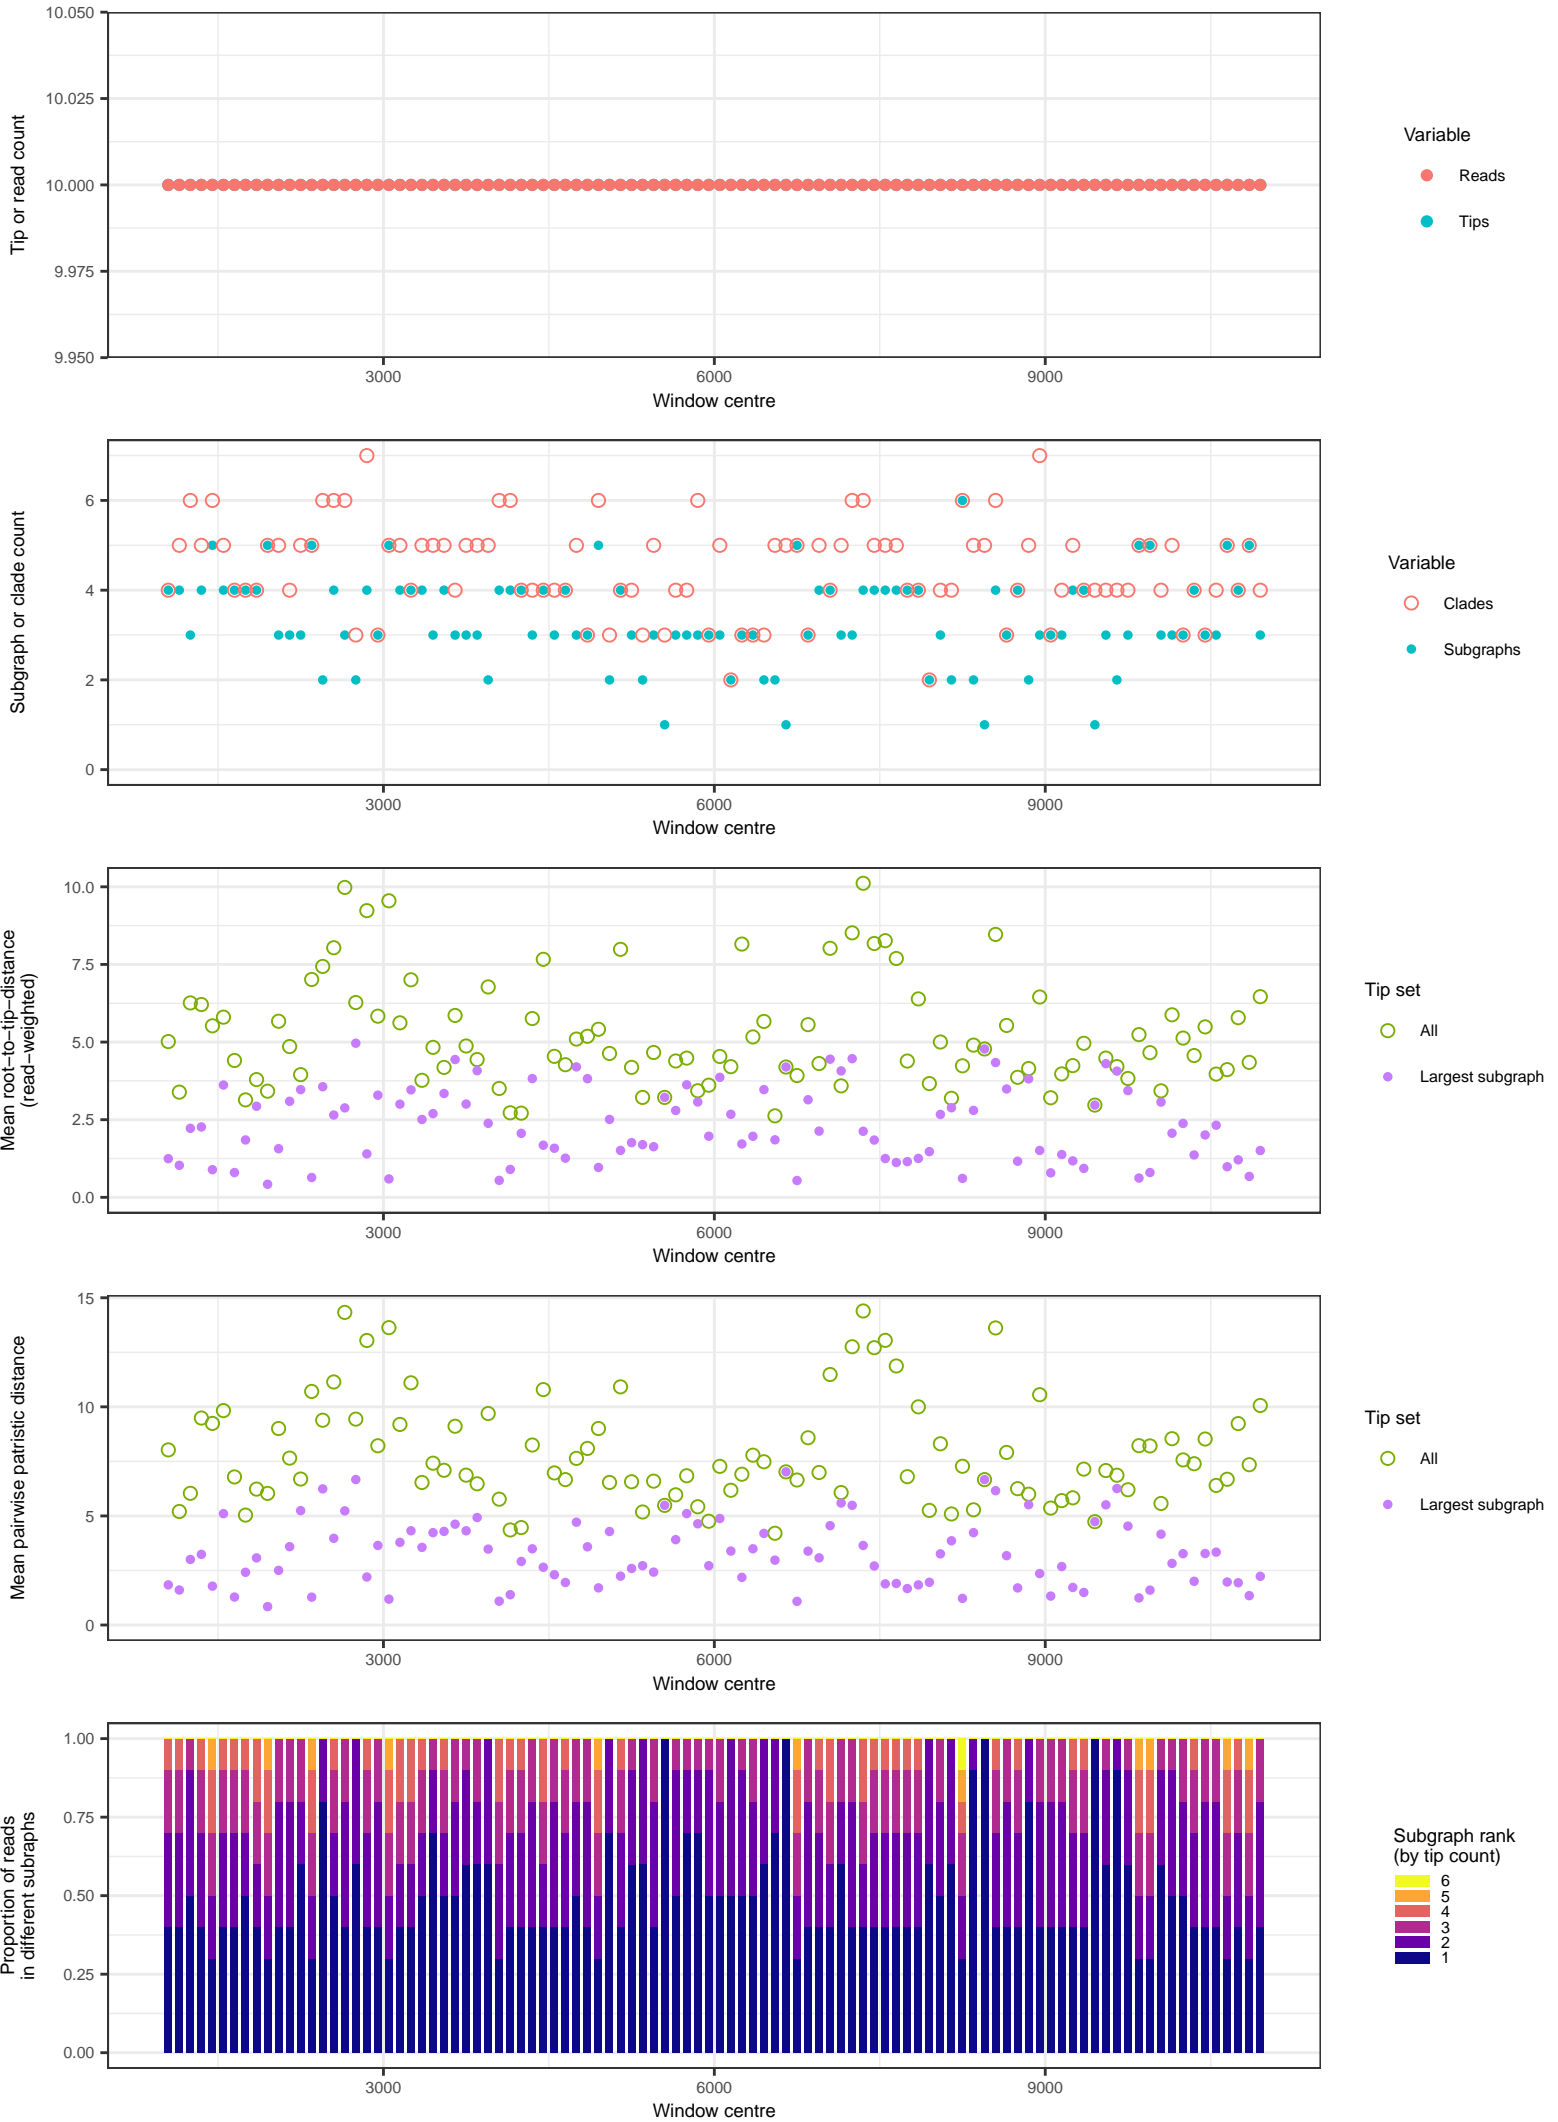 10.050
10.025
10.000
9.975
9.950
Tip or read count
3000
6000
9000
Window centre
Variable
Reads
Tips
6
4
2
0
Subgraph or clade count
3000
6000
9000
Window centre
Variable
Clades
Subgraphs
10.0
7.5
5.0
2.5
0.0
Mean root−to−tip−distance
(read−weighted)
3000
6000
9000
Window centre
Tip set
All
Largest subgraph
15
10
5
0
Mean pairwise patristic distance
3000
6000
9000
Window centre
Tip set
All
Largest subgraph
1.00
0.75
0.50
0.25
0.00
Proportion of reads
in different subraphs
3000
6000
9000
Window centre
Subgraph rank
(by tip count)
6
5
4
3
2
1